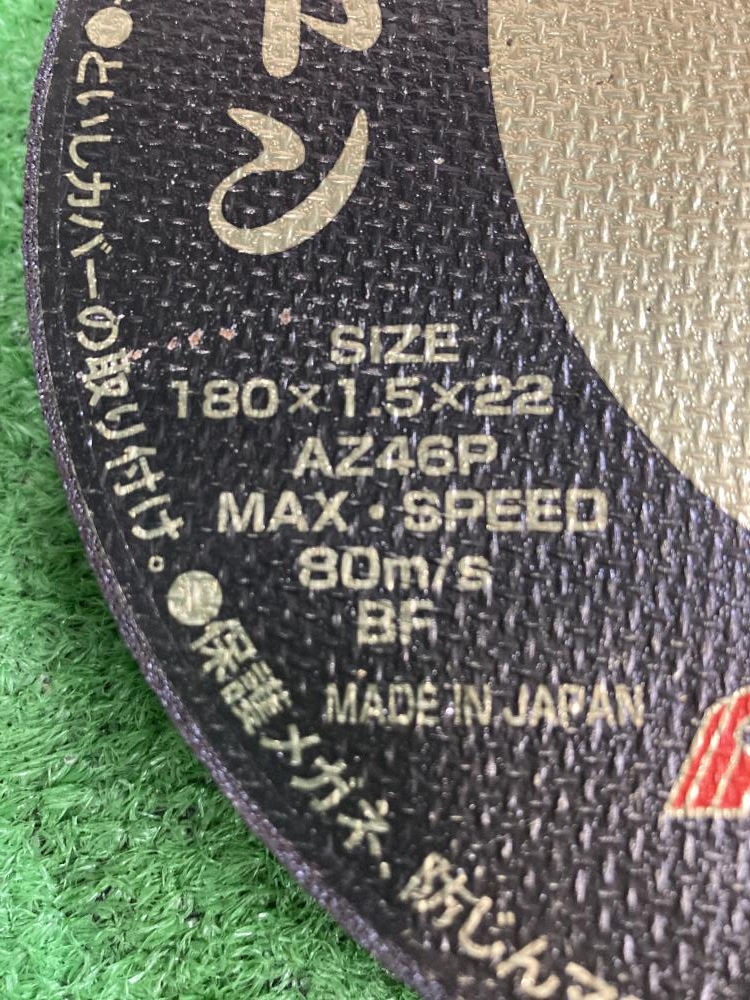 ン
SIZE
180×1.5×22
AZ46P
MAX・SPEED
80m/s
BF
MADE IN JAPAN
●といしカバーの取り付け。
●保護メガネ、防じん